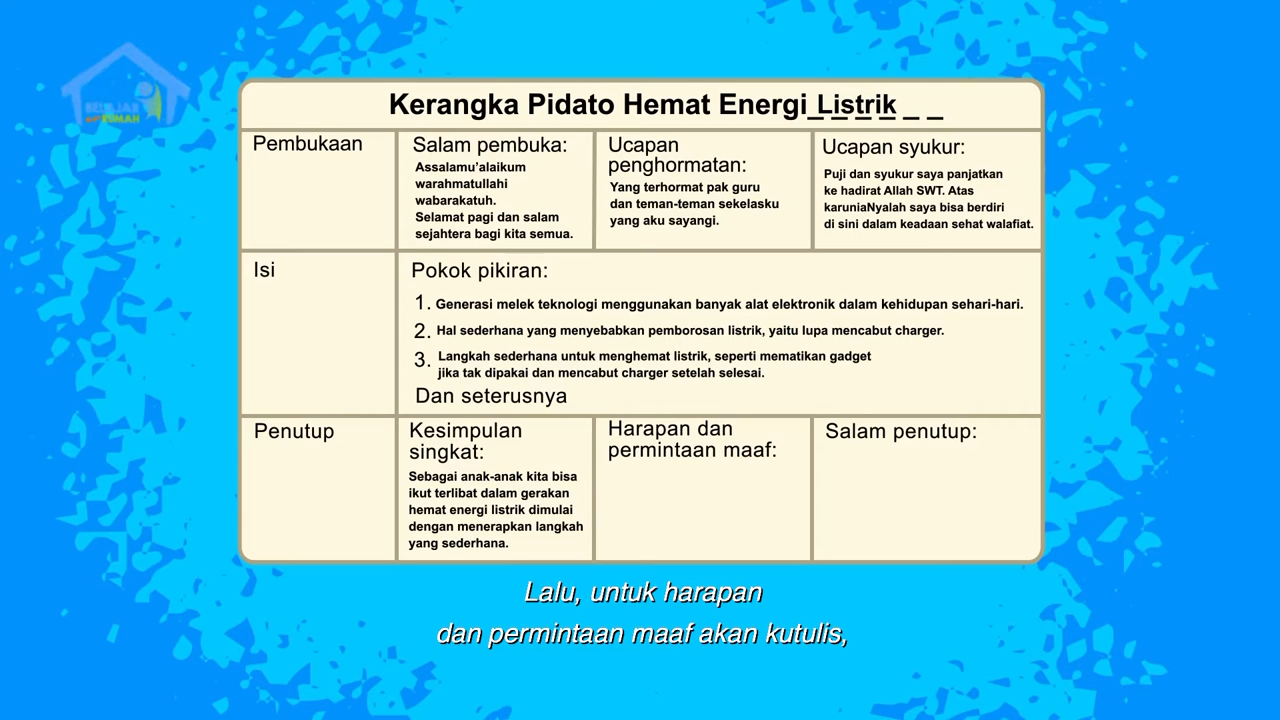 BELAJAR
DARI RUMAH
Kerangka Pidato Hemat Energi Listrik _ _
Pembukaan
Salam pembuka:
Assalamu'alaikum
warahmatullahi
wabarakatuh.
Selamat pagi dan salam
sejahtera bagi kita semua.
Ucapan
penghormatan:
Yang terhormat pak guru
dan teman-teman sekelasku
yang aku sayangi.
Ucapan syukur:
Puji dan syukur saya panjatkan
ke hadirat Allah SWT. Atas
karuniaNyalah saya bisa berdiri
di sini dalam keadaan sehat walafiat.
Isi
Pokok pikiran:
1. Generasi melek teknologi menggunakan banyak alat elektronik dalam kehidupan sehari-hari.
2. Hal sederhana yang menyebabkan pemborosan listrik, yaitu lupa mencabut charger.
3. Langkah sederhana untuk menghemat listrik, seperti mematikan gadget
jika tak dipakai dan mencabut charger setelah selesai.
Dan seterusnya
Penutup
Kesimpulan
singkat:
Sebagai anak-anak kita bisa
ikut terlibat dalam gerakan
hemat energi listrik dimulai
dengan menerapkan langkah
yang sederhana.
Harapan dan
permintaan maaf:
Salam penutup:
Lalu, untuk harapan
dan permintaan maaf akan kutulis,